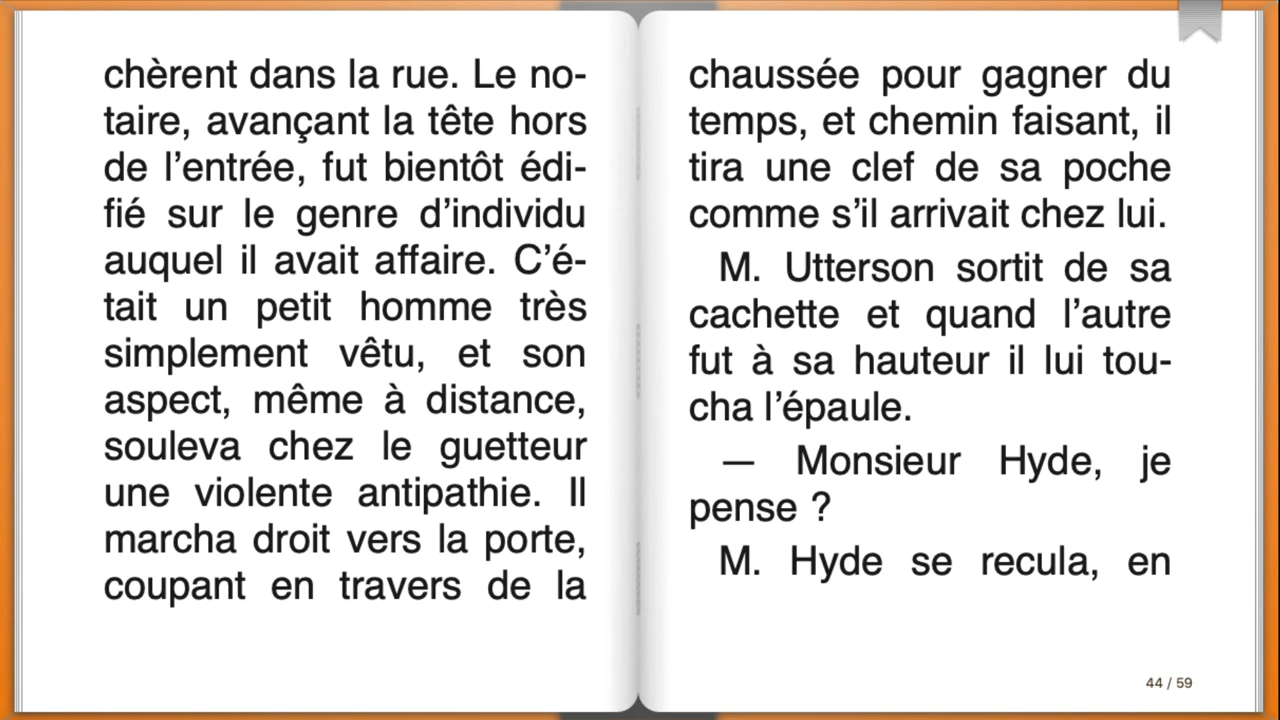 chèrent dans la rue. Le no-
taire, avançant la tête hors
de l’entrée, fut bientôt édi-
fié sur le genre d’individu
auquel il avait affaire. C’é-
tait un petit homme très
simplement vêtu, et son
aspect, même à distance,
souleva chez le guetteur
une violente antipathie. Il
marcha droit vers la porte,
coupant en travers de la
chaussée pour gagner du
temps, et chemin faisant, il
tira une clef de sa poche
comme s’il arrivait chez lui.
M. Utterson sortit de sa
cachette et quand l’autre
fut à sa hauteur il lui tou-
cha l’épaule.
— Monsieur Hyde, je
pense ?
M. Hyde se recula, en
44 / 59